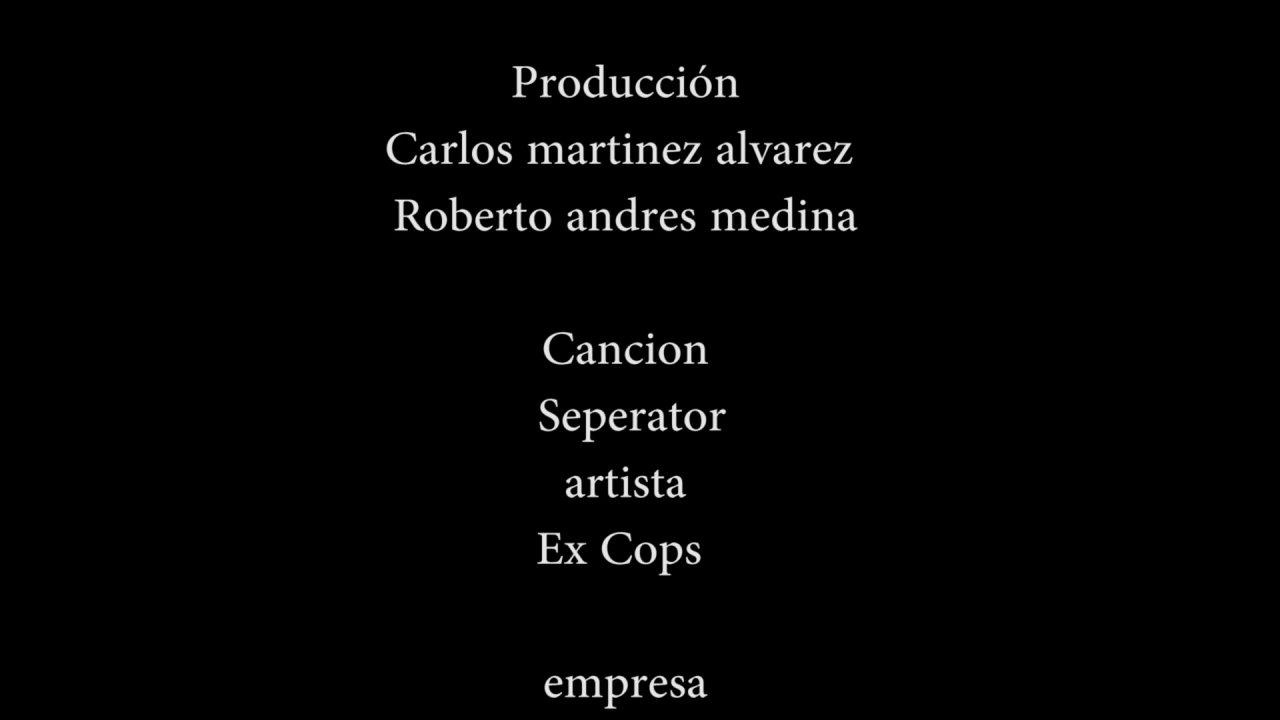 Producción
Carlos martinez alvarez
Roberto andres medina
Cancion
Seperator
artista
Ex Cops
empresa